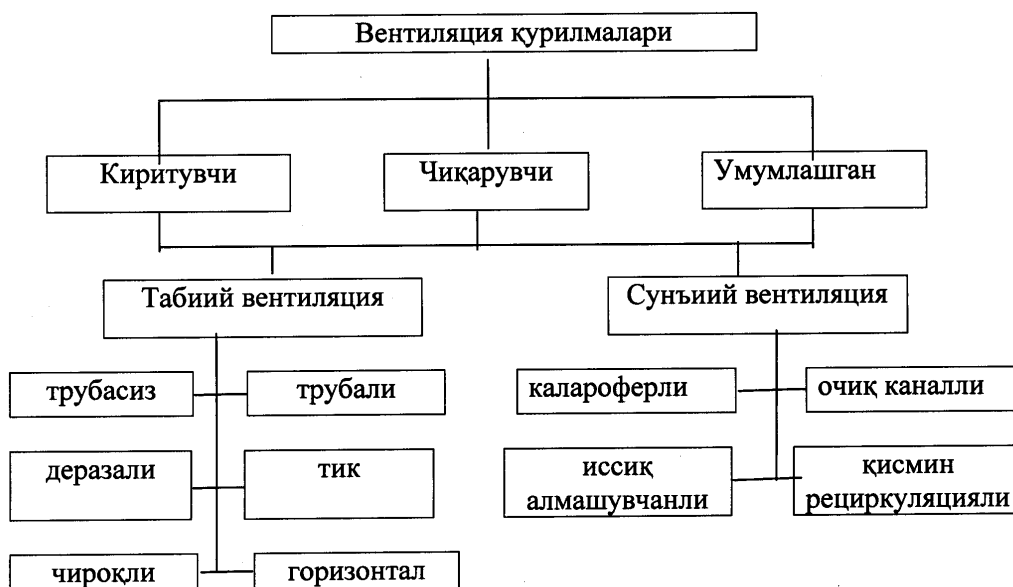 Вентиляция қурилмалари
Киритувчи
Чиқарувчи
Умумлашган
Табиий вентиляция
Сунъиий вентиляция
трубасиз
трубали
калароферли
очиқ каналли
деразали
тик
иссиқ
алмашувчанли
қисмин
рециркуляцияли
чироқли
горизонтал